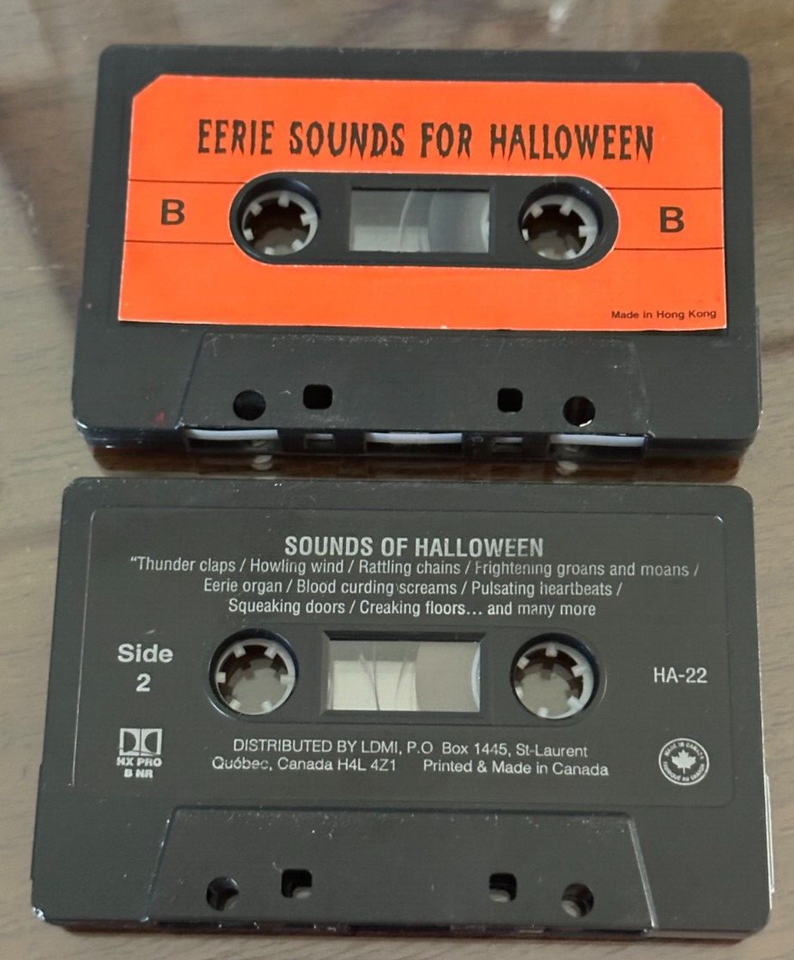 EERIE SOUNDS FOR HALLOWEEN
B B
Made in Hong Kong
SOUNDS OF HALLOWEEN
"Thunder claps / Howling wind / Rattling chains / Frightening groans and moans /
Eerie organ / Blood curding screams / Pulsating heartbeats /
Squeaking doors / Creaking floors... and many more
Side
2
HA-22
HX PRO
B NR
DISTRIBUTED BY LDMI, P.O Box 1445, St-Laurent
Québec, Canada H4L 4Z1 Printed & Made in Canada
MADE IN CANADA